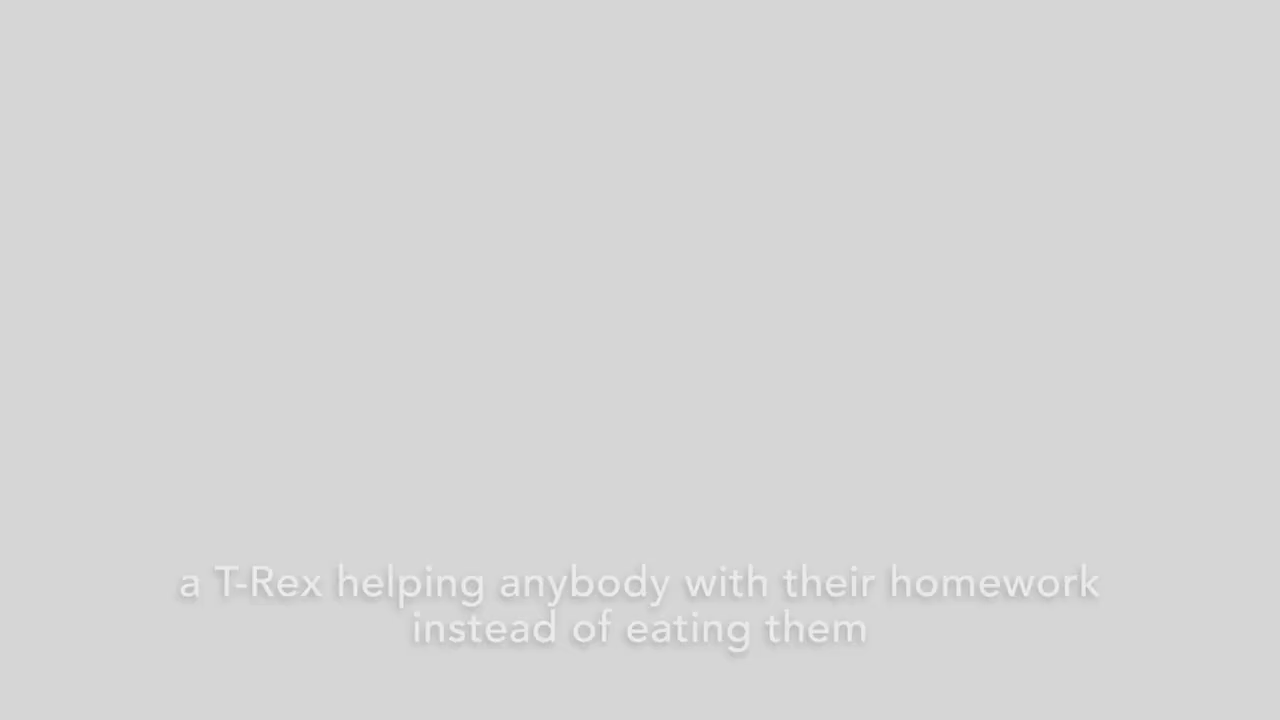 a T-Rex helping anybody with their homework
instead of eating them